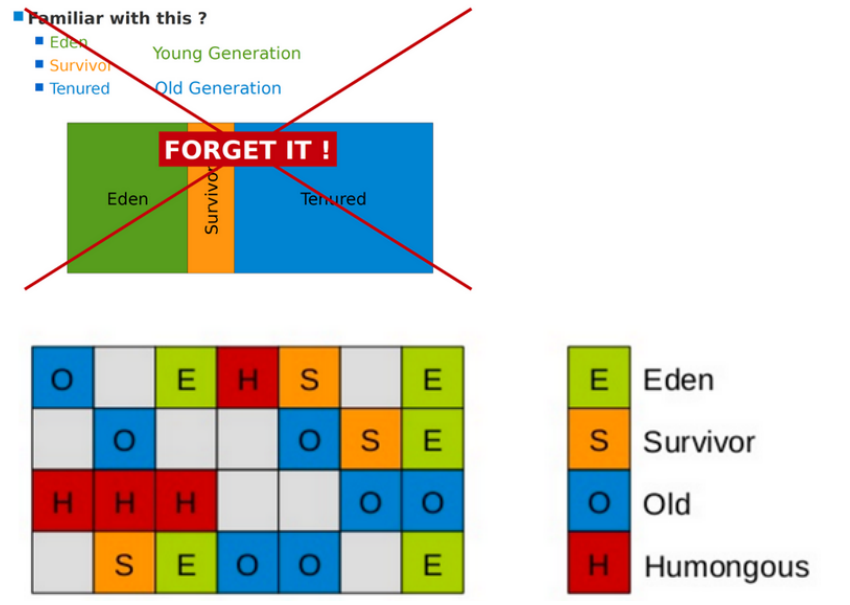 Familiar with this ?
Eden
Survivor
Tenured
Young Generation
Old Generation
FORGET IT !
Eden
Survivor
Tenured
O E H S E
O O S E
H H H O O
S E O O E
E Eden
S Survivor
O Old
H Humongous